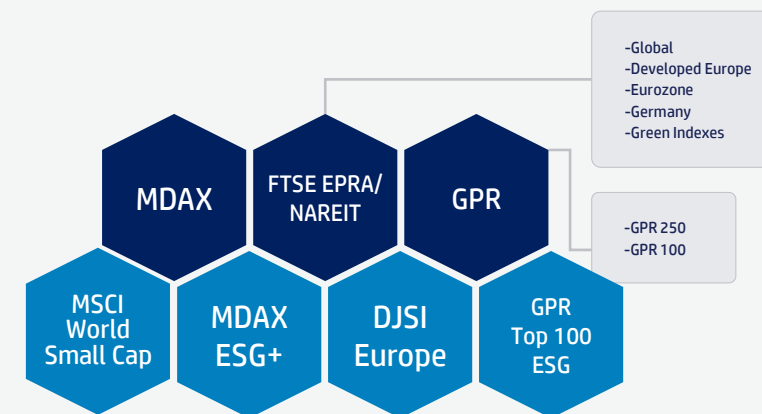 -Global
-Developed Europe
-Eurozone
-Germany
-Green Indexes
MDAX
FTSE EPRA/
NAREIT
GPR
-GPR 250
-GPR 100
MSCI
World
Small Cap
MDAX
ESG+
DJSI
Europe
GPR
Top 100
ESG